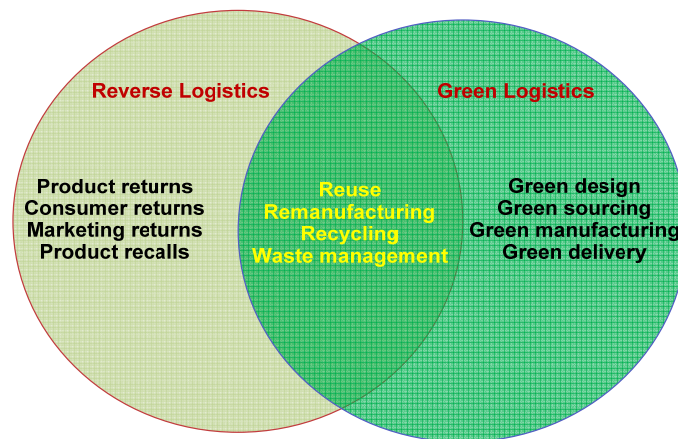 Reverse Logistics
Green Logistics
Product returns
Consumer returns
Marketing returns
Product recalls
Reuse
Remanufacturing
Recycling
Waste management
Green design
Green sourcing
Green manufacturing
Green delivery